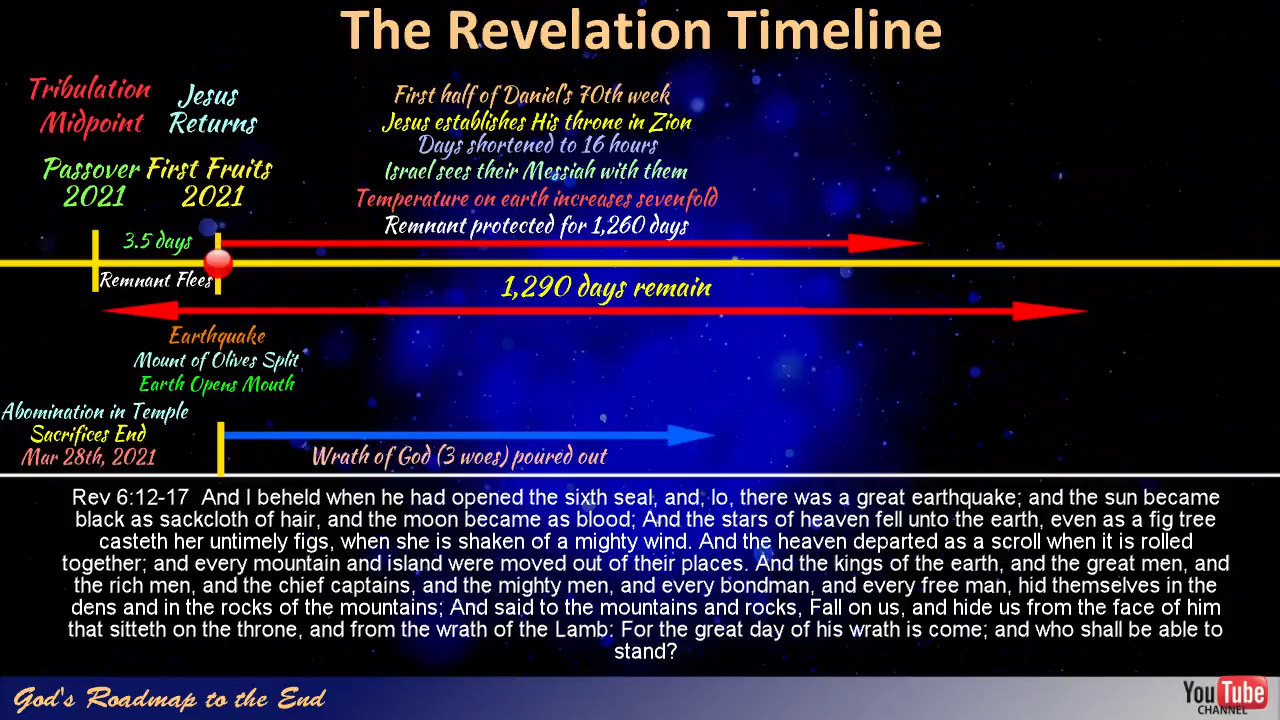 The Revelation Timeline
Tribulation
Midpoint
Jesus
Returns
Passover
2021
First Fruits
2021
First half of Daniel's 70th week
Jesus establishes His throne in Zion
Days shortened to 16 hours
Israel sees their Messiah with them
Temperature on earth increases sevenfold
Remnant protected for 1,260 days
3.5 days
Remnant Flees
1,290 days remain
Earthquake
Mount of Olives Split
Earth Opens Mouth
Abomination in Temple
Sacrifices End
Mar 28th, 2021
Wrath of God (3 woes) poured out
Rev 6:12-17 And I beheld when he had opened the sixth seal, and, lo, there was a great earthquake; and the sun became
black as sackcloth of hair, and the moon became as blood; And the stars of heaven fell unto the earth, even as a fig tree
casteth her untimely figs, when she is shaken of a mighty wind. And the heaven departed as a scroll when it is rolled
together; and every mountain and island were moved out of their places. And the kings of the earth, and the great men, and
the rich men, and the chief captains, and the mighty men, and every bondman, and every free man, hid themselves in the
dens and in the rocks of the mountains; And said to the mountains and rocks, Fall on us, and hide us from the face of him
that sitteth on the throne, and from the wrath of the Lamb: For the great day of his wrath is come; and who shall be able to
stand?
God's Roadmap to the End
YouTube
CHANNEL